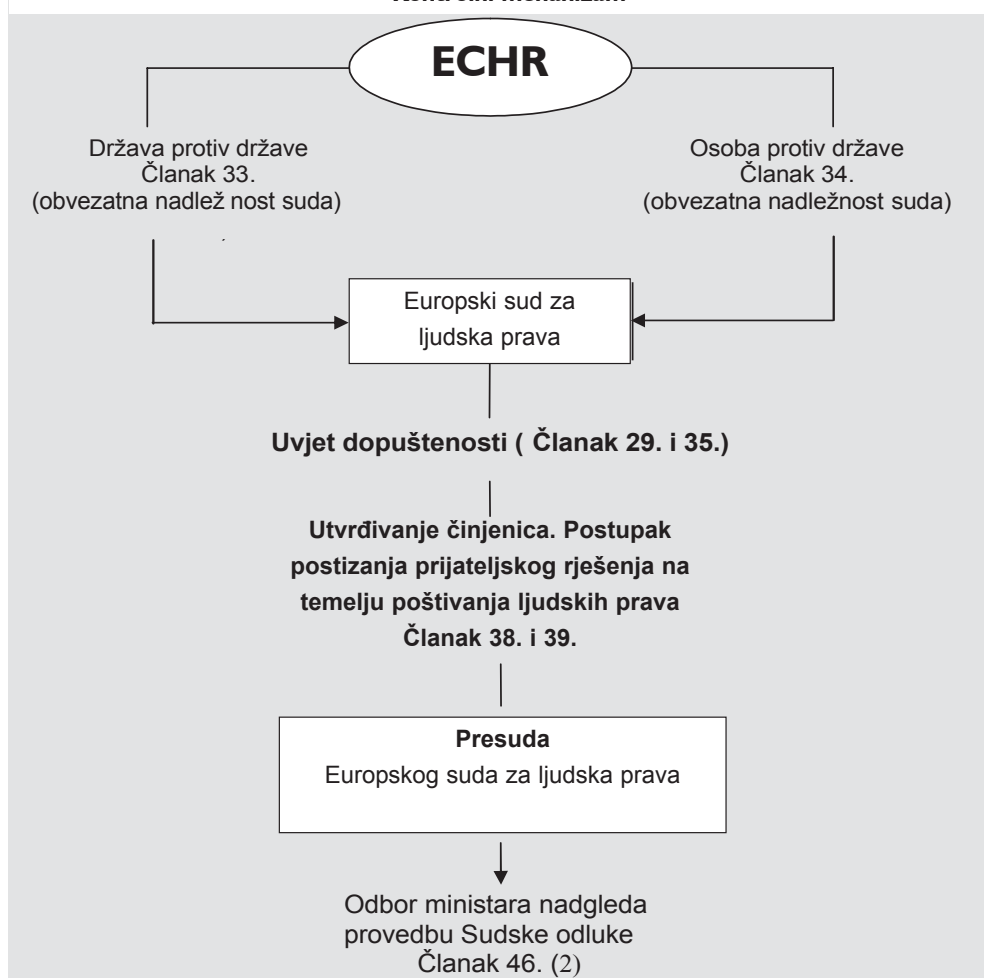 ECHR
Država protiv države
Članak 33.
(obvezatna nadlež nost suda)
Osoba protiv države
Članak 34.
(obvezatna nadležnost suda)
Europski sud za
ljudska prava
Uvjet dopuštenosti ( Članak 29. i 35.)
Utvrđivanje činjenica. Postupak
postizanja prijateljskog rješenja na
temelju poštivanja ljudskih prava
Članak 38. i 39.
Presuda
Europskog suda za ljudska prava
Odbor ministara nadgleda
provedbu Sudske odluke
Članak 46. (2)